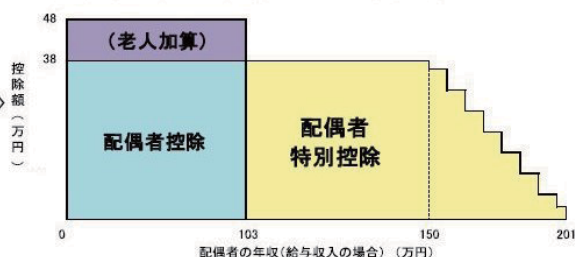 48
(老人加算)
38
控除額(万円)
配偶者控除
配偶者
特別控除
0
103
150
201
配偶者の年収(給与収入の場合) (万円)